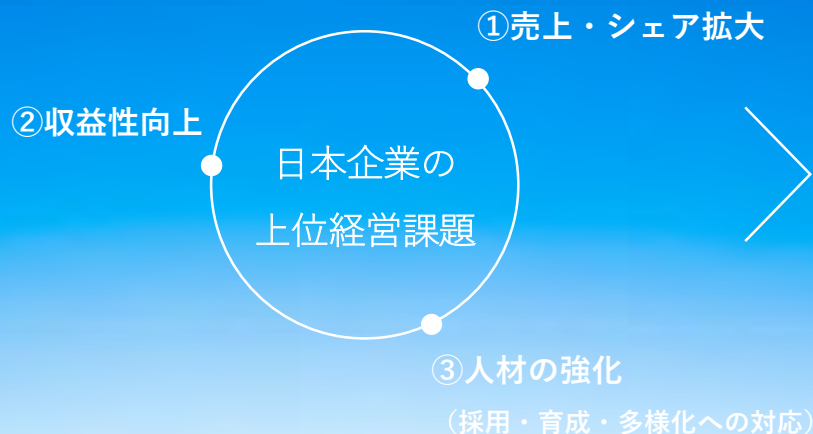 ①売上・シェア拡大
②収益性向上
日本企業の
上位経営課題
③人材の強化
（採用・育成・多様化への対応）